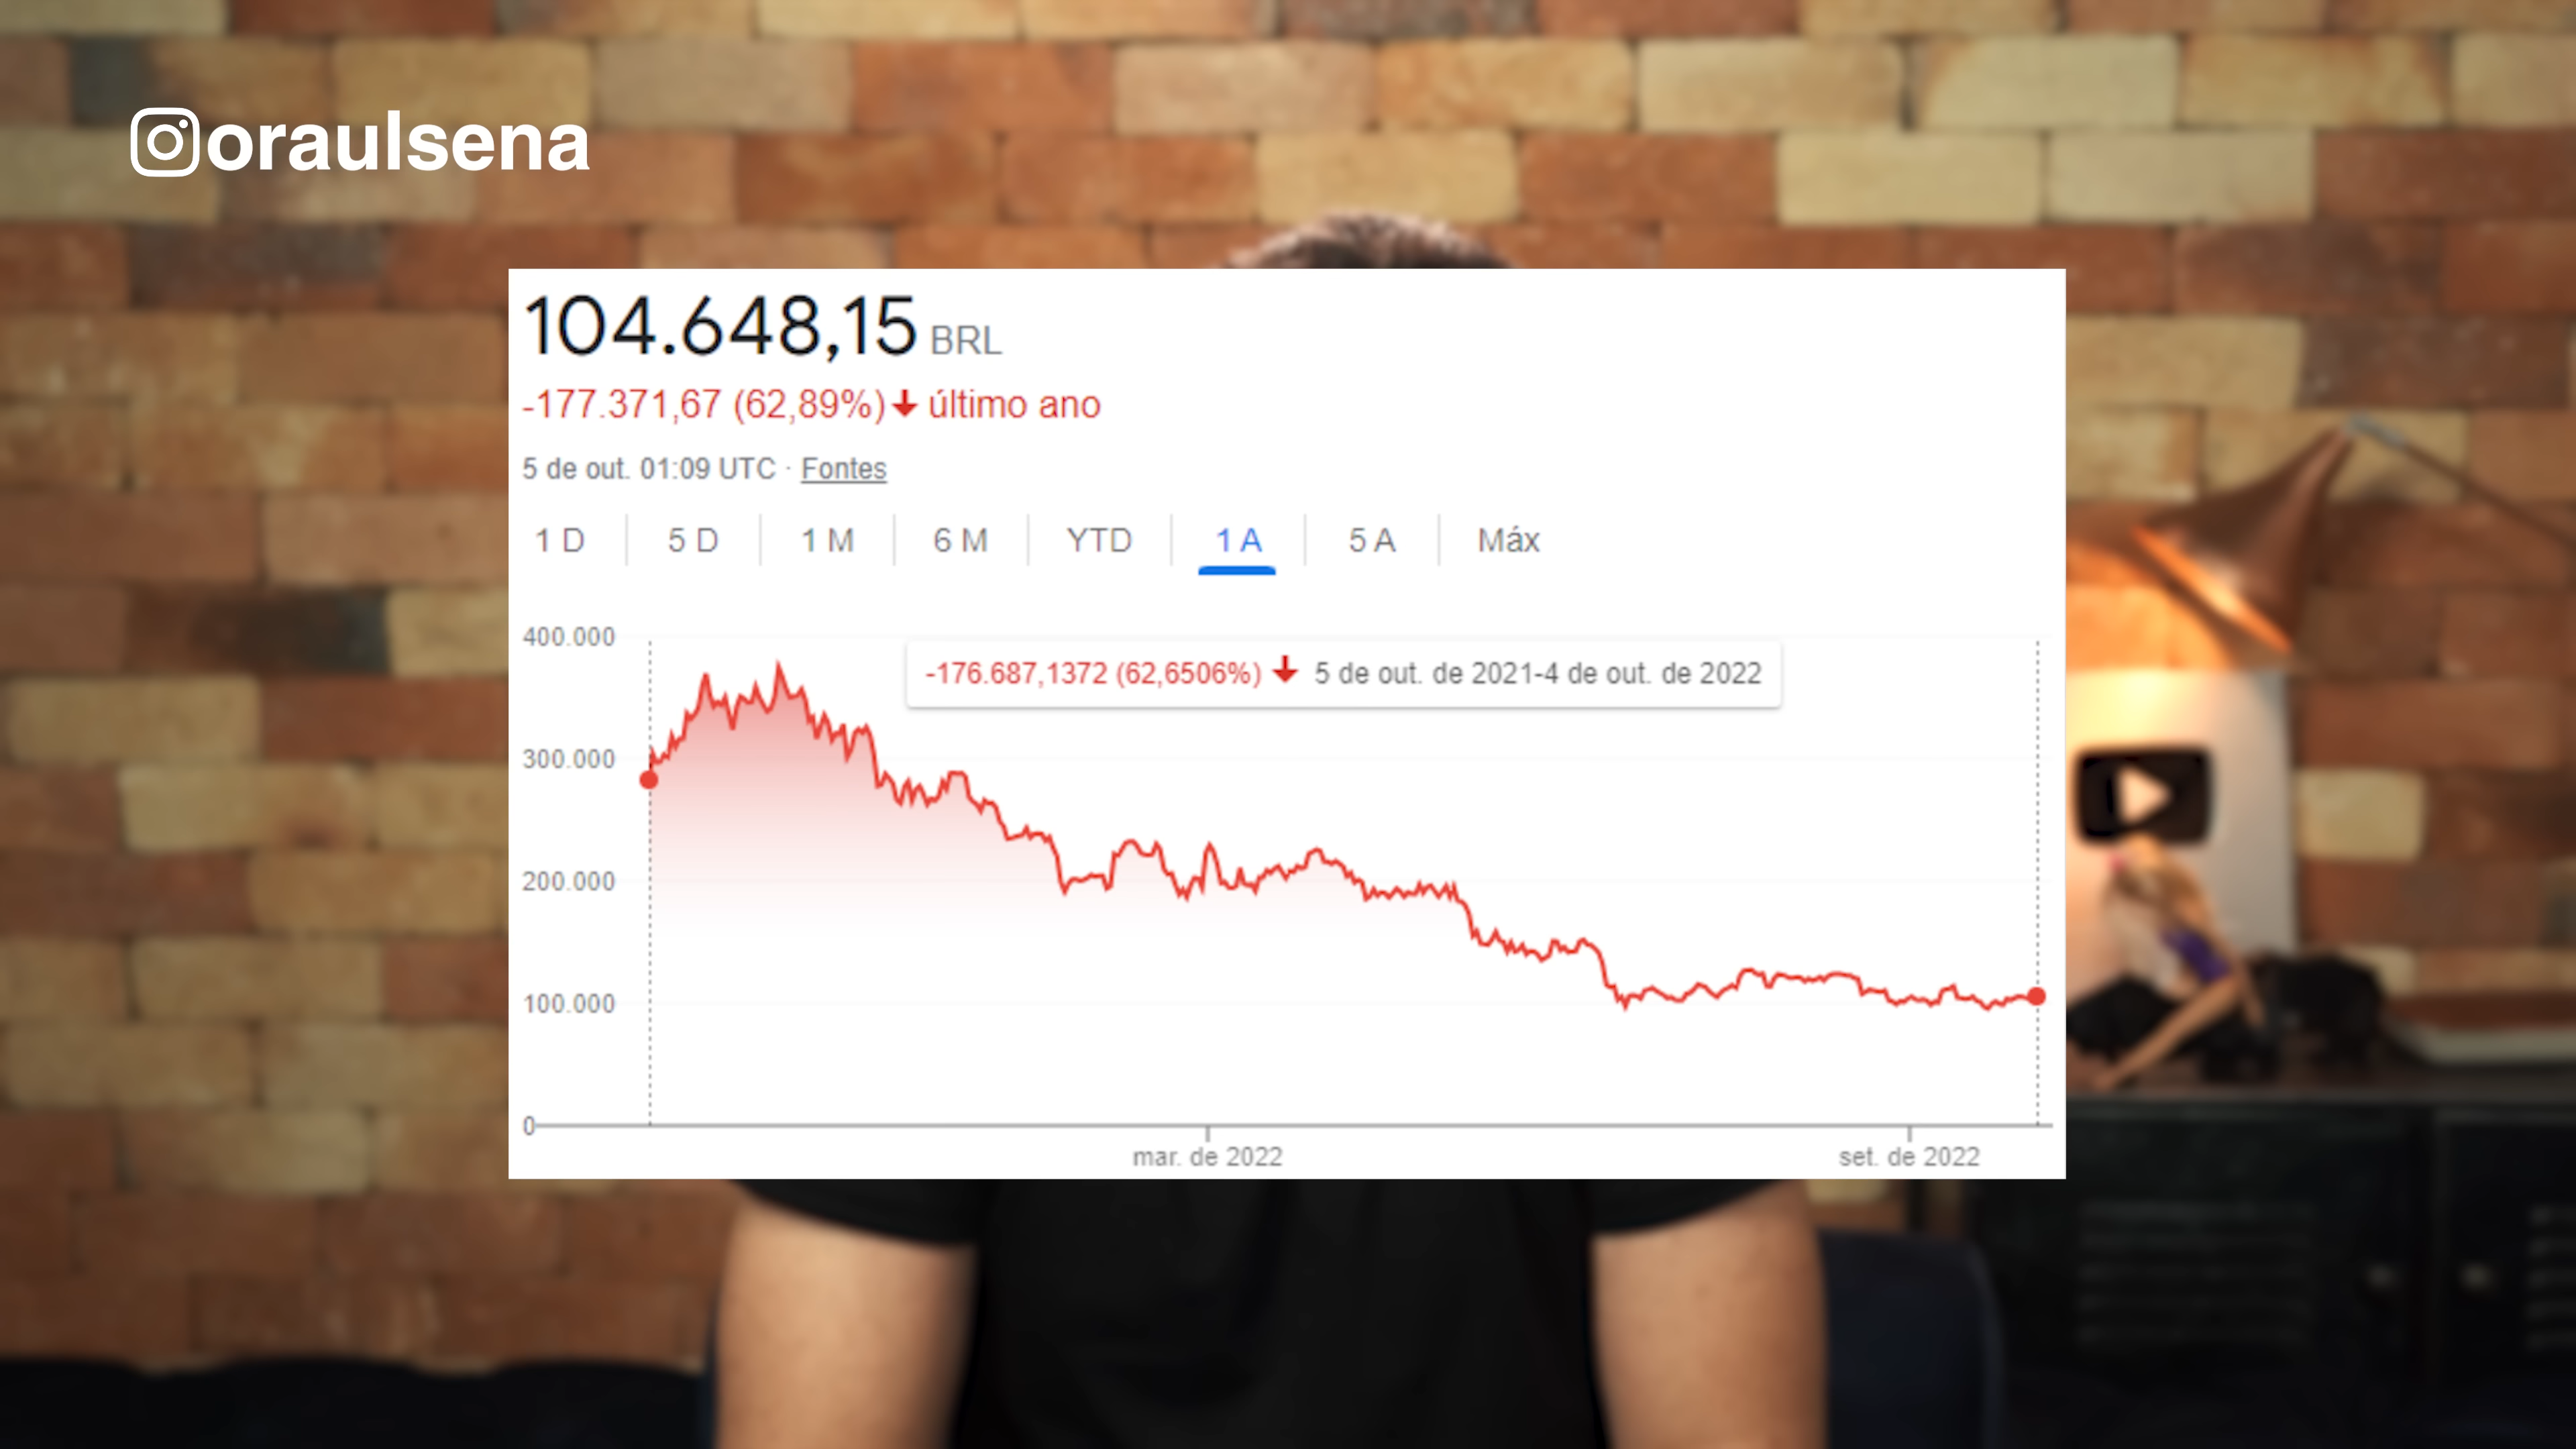 oraulsena
104.648,15 BRL
-177.371,67 (62,89%) último ano
5 de out. 01:09 UTC · Fontes
1 D 5 D 1 M 6 M YTD 1 A 5 A Máx
400.000
-176.687,1372 (62,6506%) 5 de out. de 2021-4 de out. de 2022
300.000
200.000
100.000
0
mar. de 2022 set. de 2022